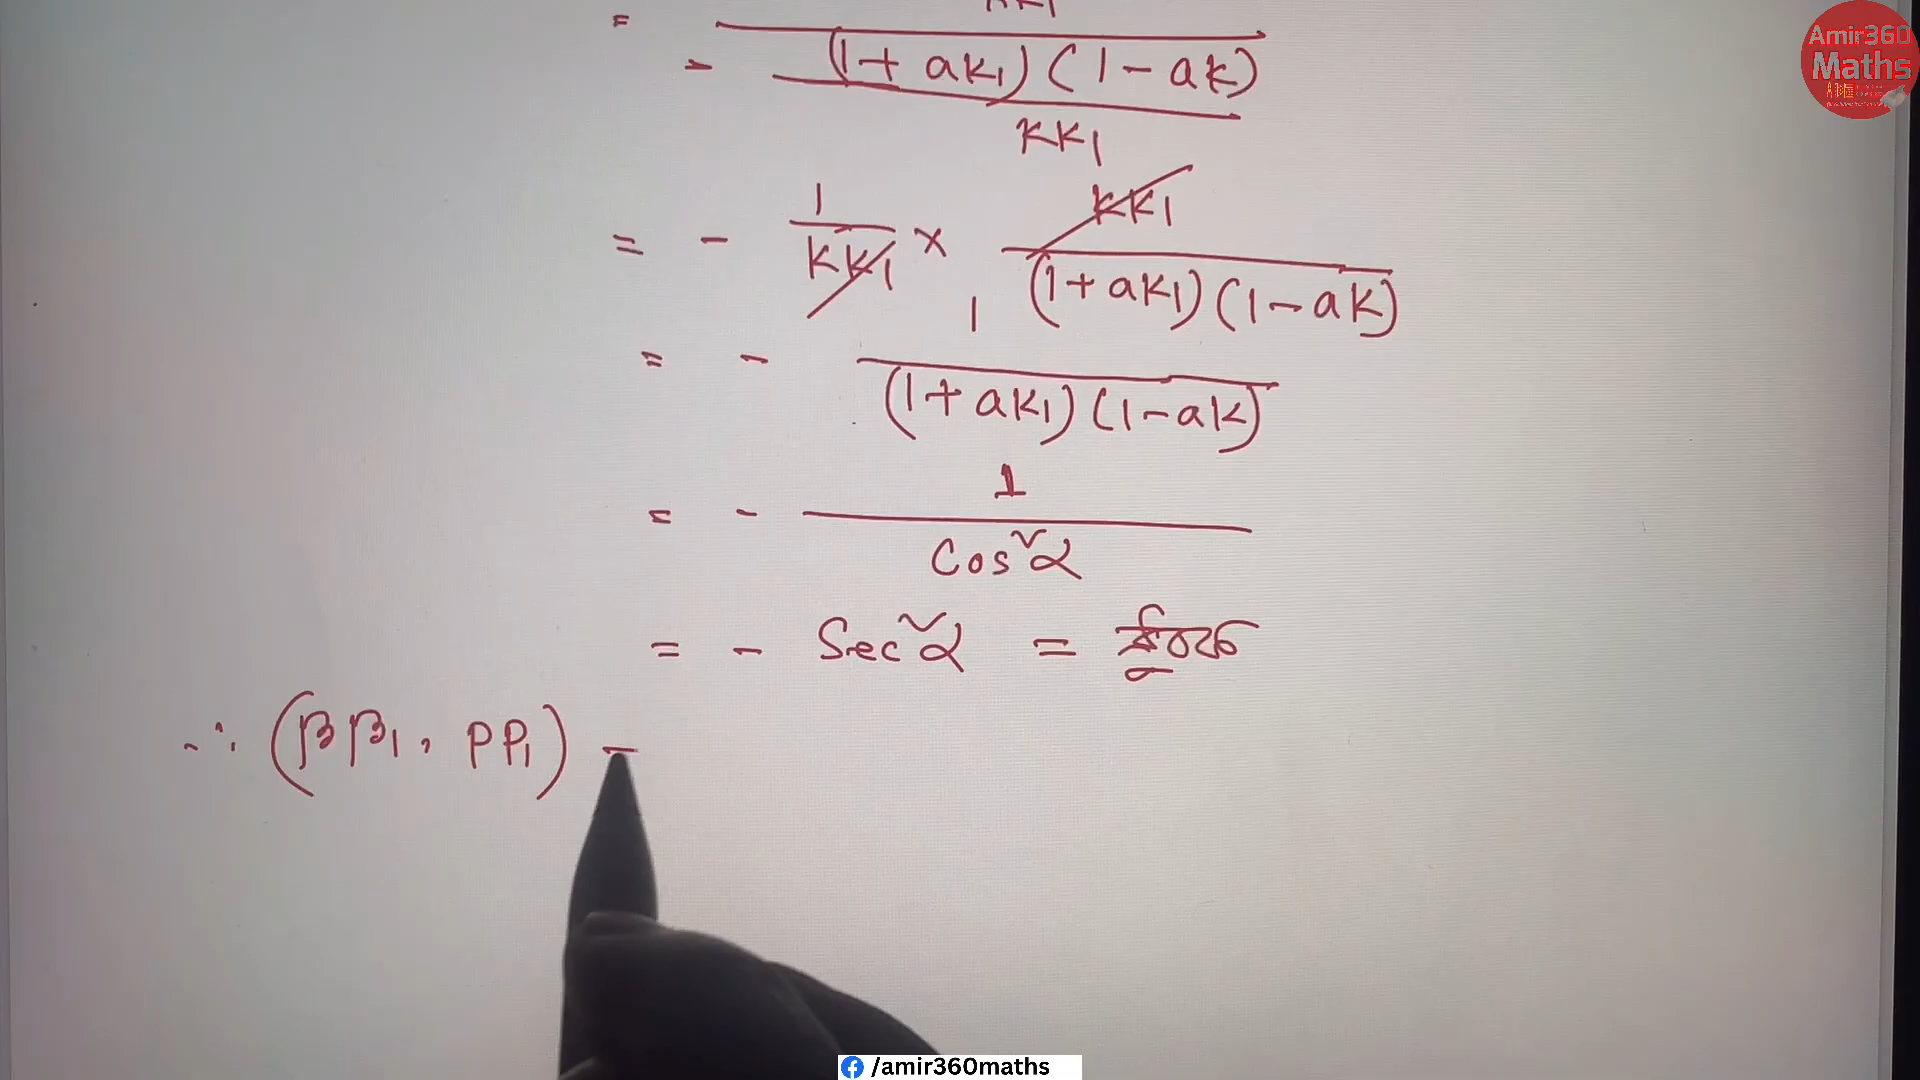 = KK₁
- (1+aK₁)(1-aK)
KK₁
= - 1/KK₁ × KK₁/(1+aK₁)(1-aK)
= - 1/(1+aK₁)(1-aK)
= - 1/Cos²α
= - Sec²α = ধ্রুবক
∴ (ββ₁, PP₁) -
Amir360
Maths
/amir360maths